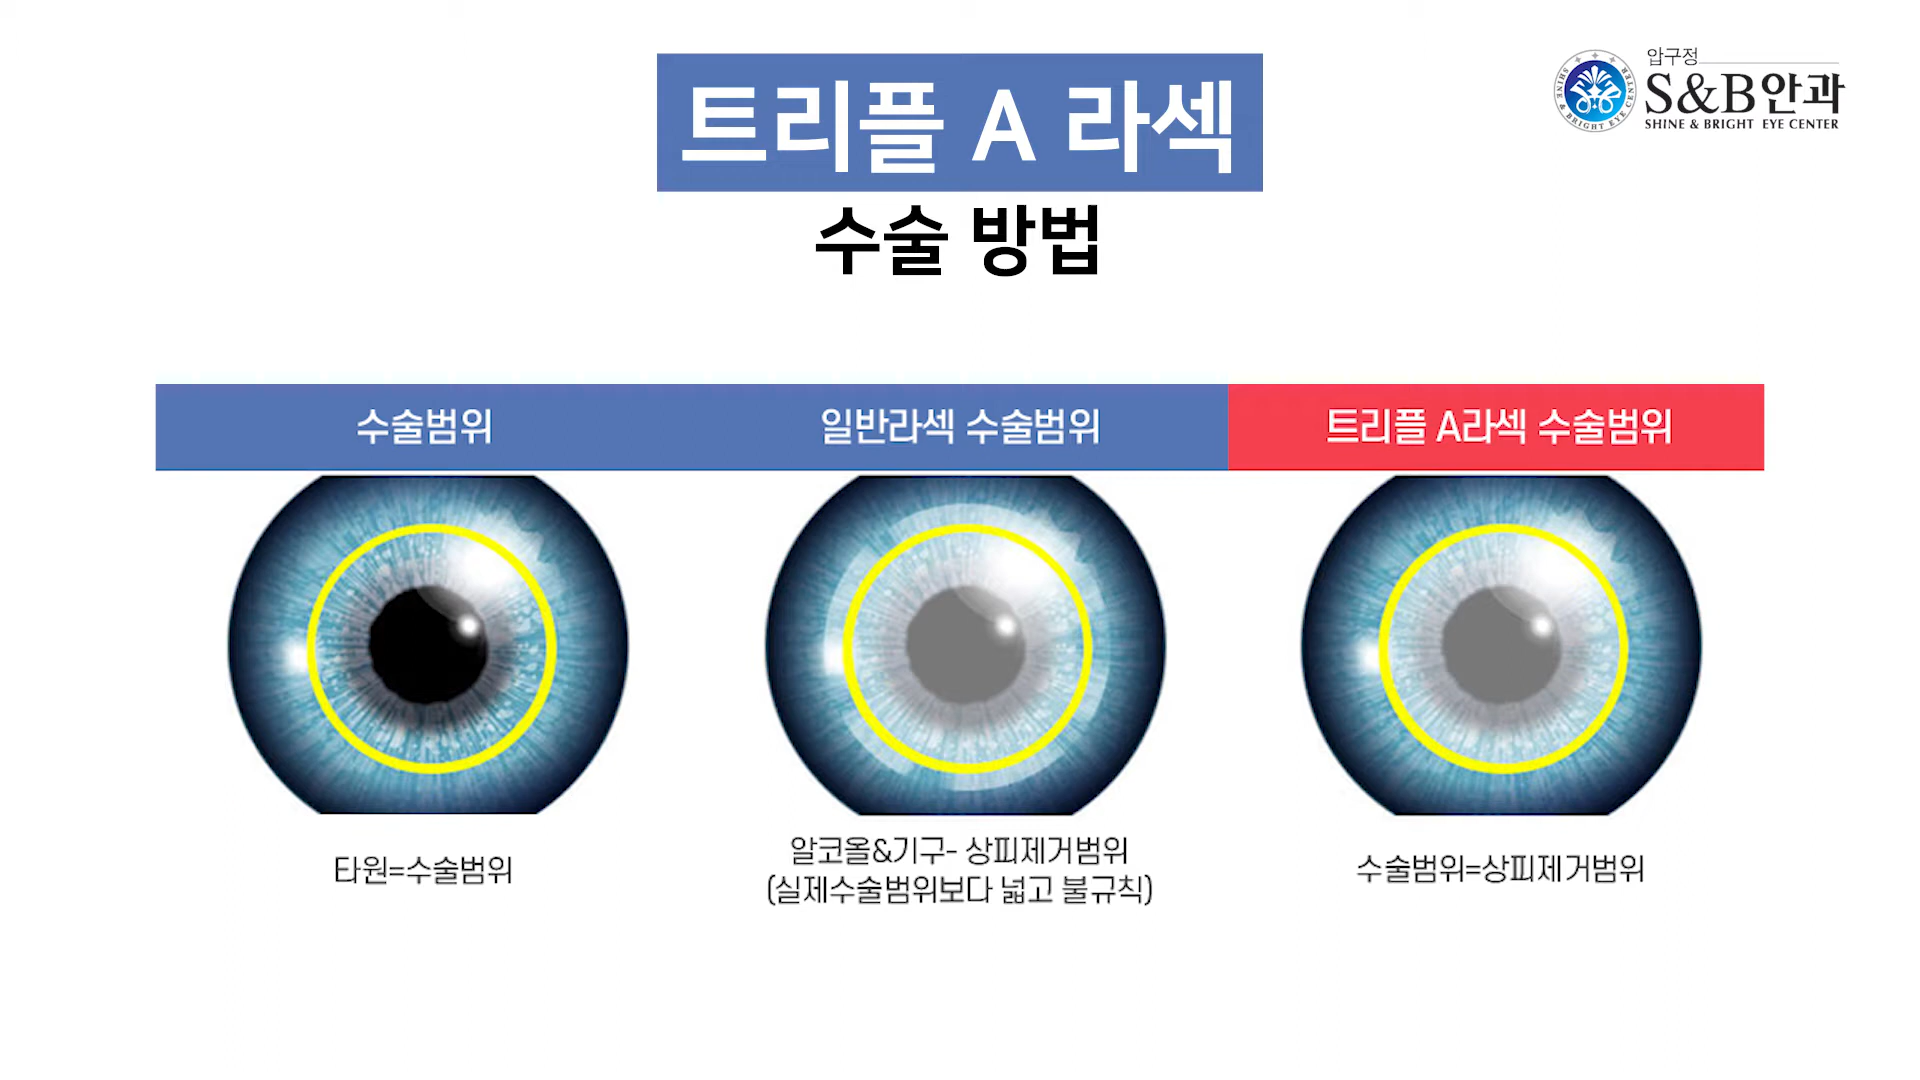 트리플 A 라섹
수술 방법
압구정
S&B안과
SHINE & BRIGHT EYE CENTER
SHINE & BRIGHT EYE CENTER
수술범위
일반라섹 수술범위
트리플 A라섹 수술범위
타원=수술범위
알코올&기구- 상피제거범위
(실제수술범위보다 넓고 불규칙)
수술범위=상피제거범위